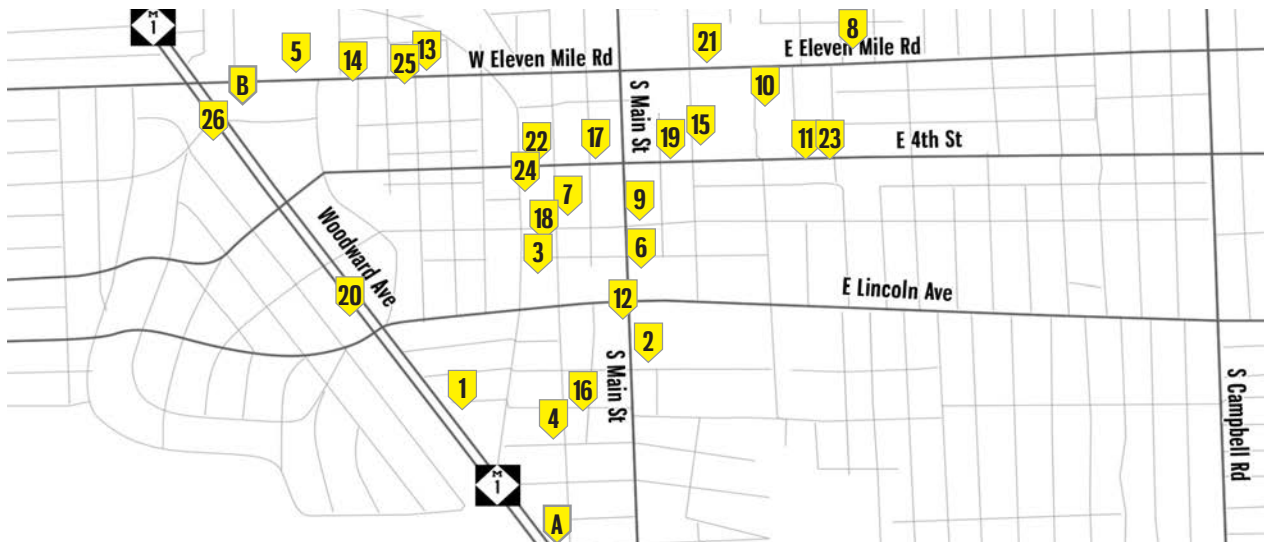 M
1
8
5
13
21
14
25
W Eleven Mile Rd
E Eleven Mile Rd
B
10
26
S Main St
22
17
19
15
11
23
E 4th St
24
7
9
18
3
6
Woodward Ave
20
12
E Lincoln Ave
2
1
16
S Main St
4
S Campbell Rd
M
1
A